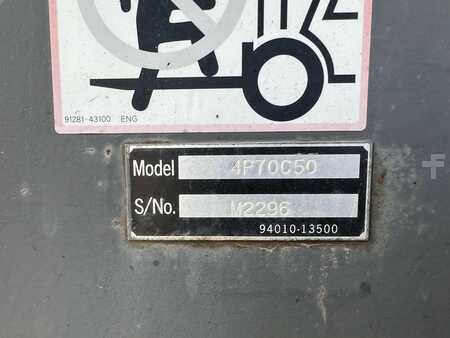 91281-43100 ENG
Model 4P70C50
S/No. M2296
94010-13500